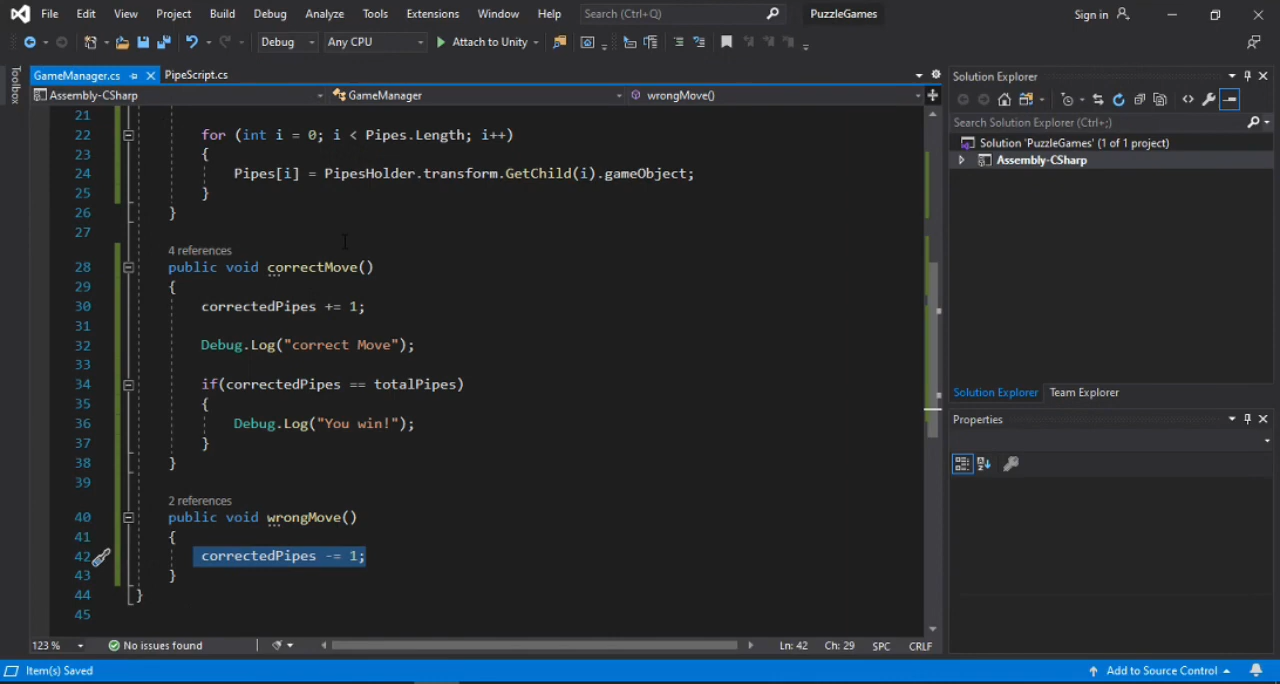 File Edit View Project Build Debug Analyze Tools Extensions Window Help Search (Ctrl+Q) PuzzleGames Sign in
Debug Any CPU Attach to Unity
Toolbox
GameManager.cs PipeScript.cs
Assembly-CSharp GameManager wrongMove()
21
22 for (int i = 0; i < Pipes.Length; i++)
23 {
24 Pipes[i] = PipesHolder.transform.GetChild(i).gameObject;
25 }
26 }
27
4 references
28 public void correctMove()
29 {
30 correctedPipes += 1;
31
32 Debug.Log("correct Move");
33
34 if(correctedPipes == totalPipes)
35 {
36 Debug.Log("You win!");
37 }
38 }
39
2 references
40 public void wrongMove()
41 {
42 correctedPipes -= 1;
43 }
44 }
45
123 % No issues found Ln: 42 Ch: 29 SPC CRLF
Solution Explorer
Search Solution Explorer (Ctrl+;)
Solution 'PuzzleGames' (1 of 1 project)
Assembly-CSharp
Solution Explorer Team Explorer
Properties
Item(s) Saved Add to Source Control